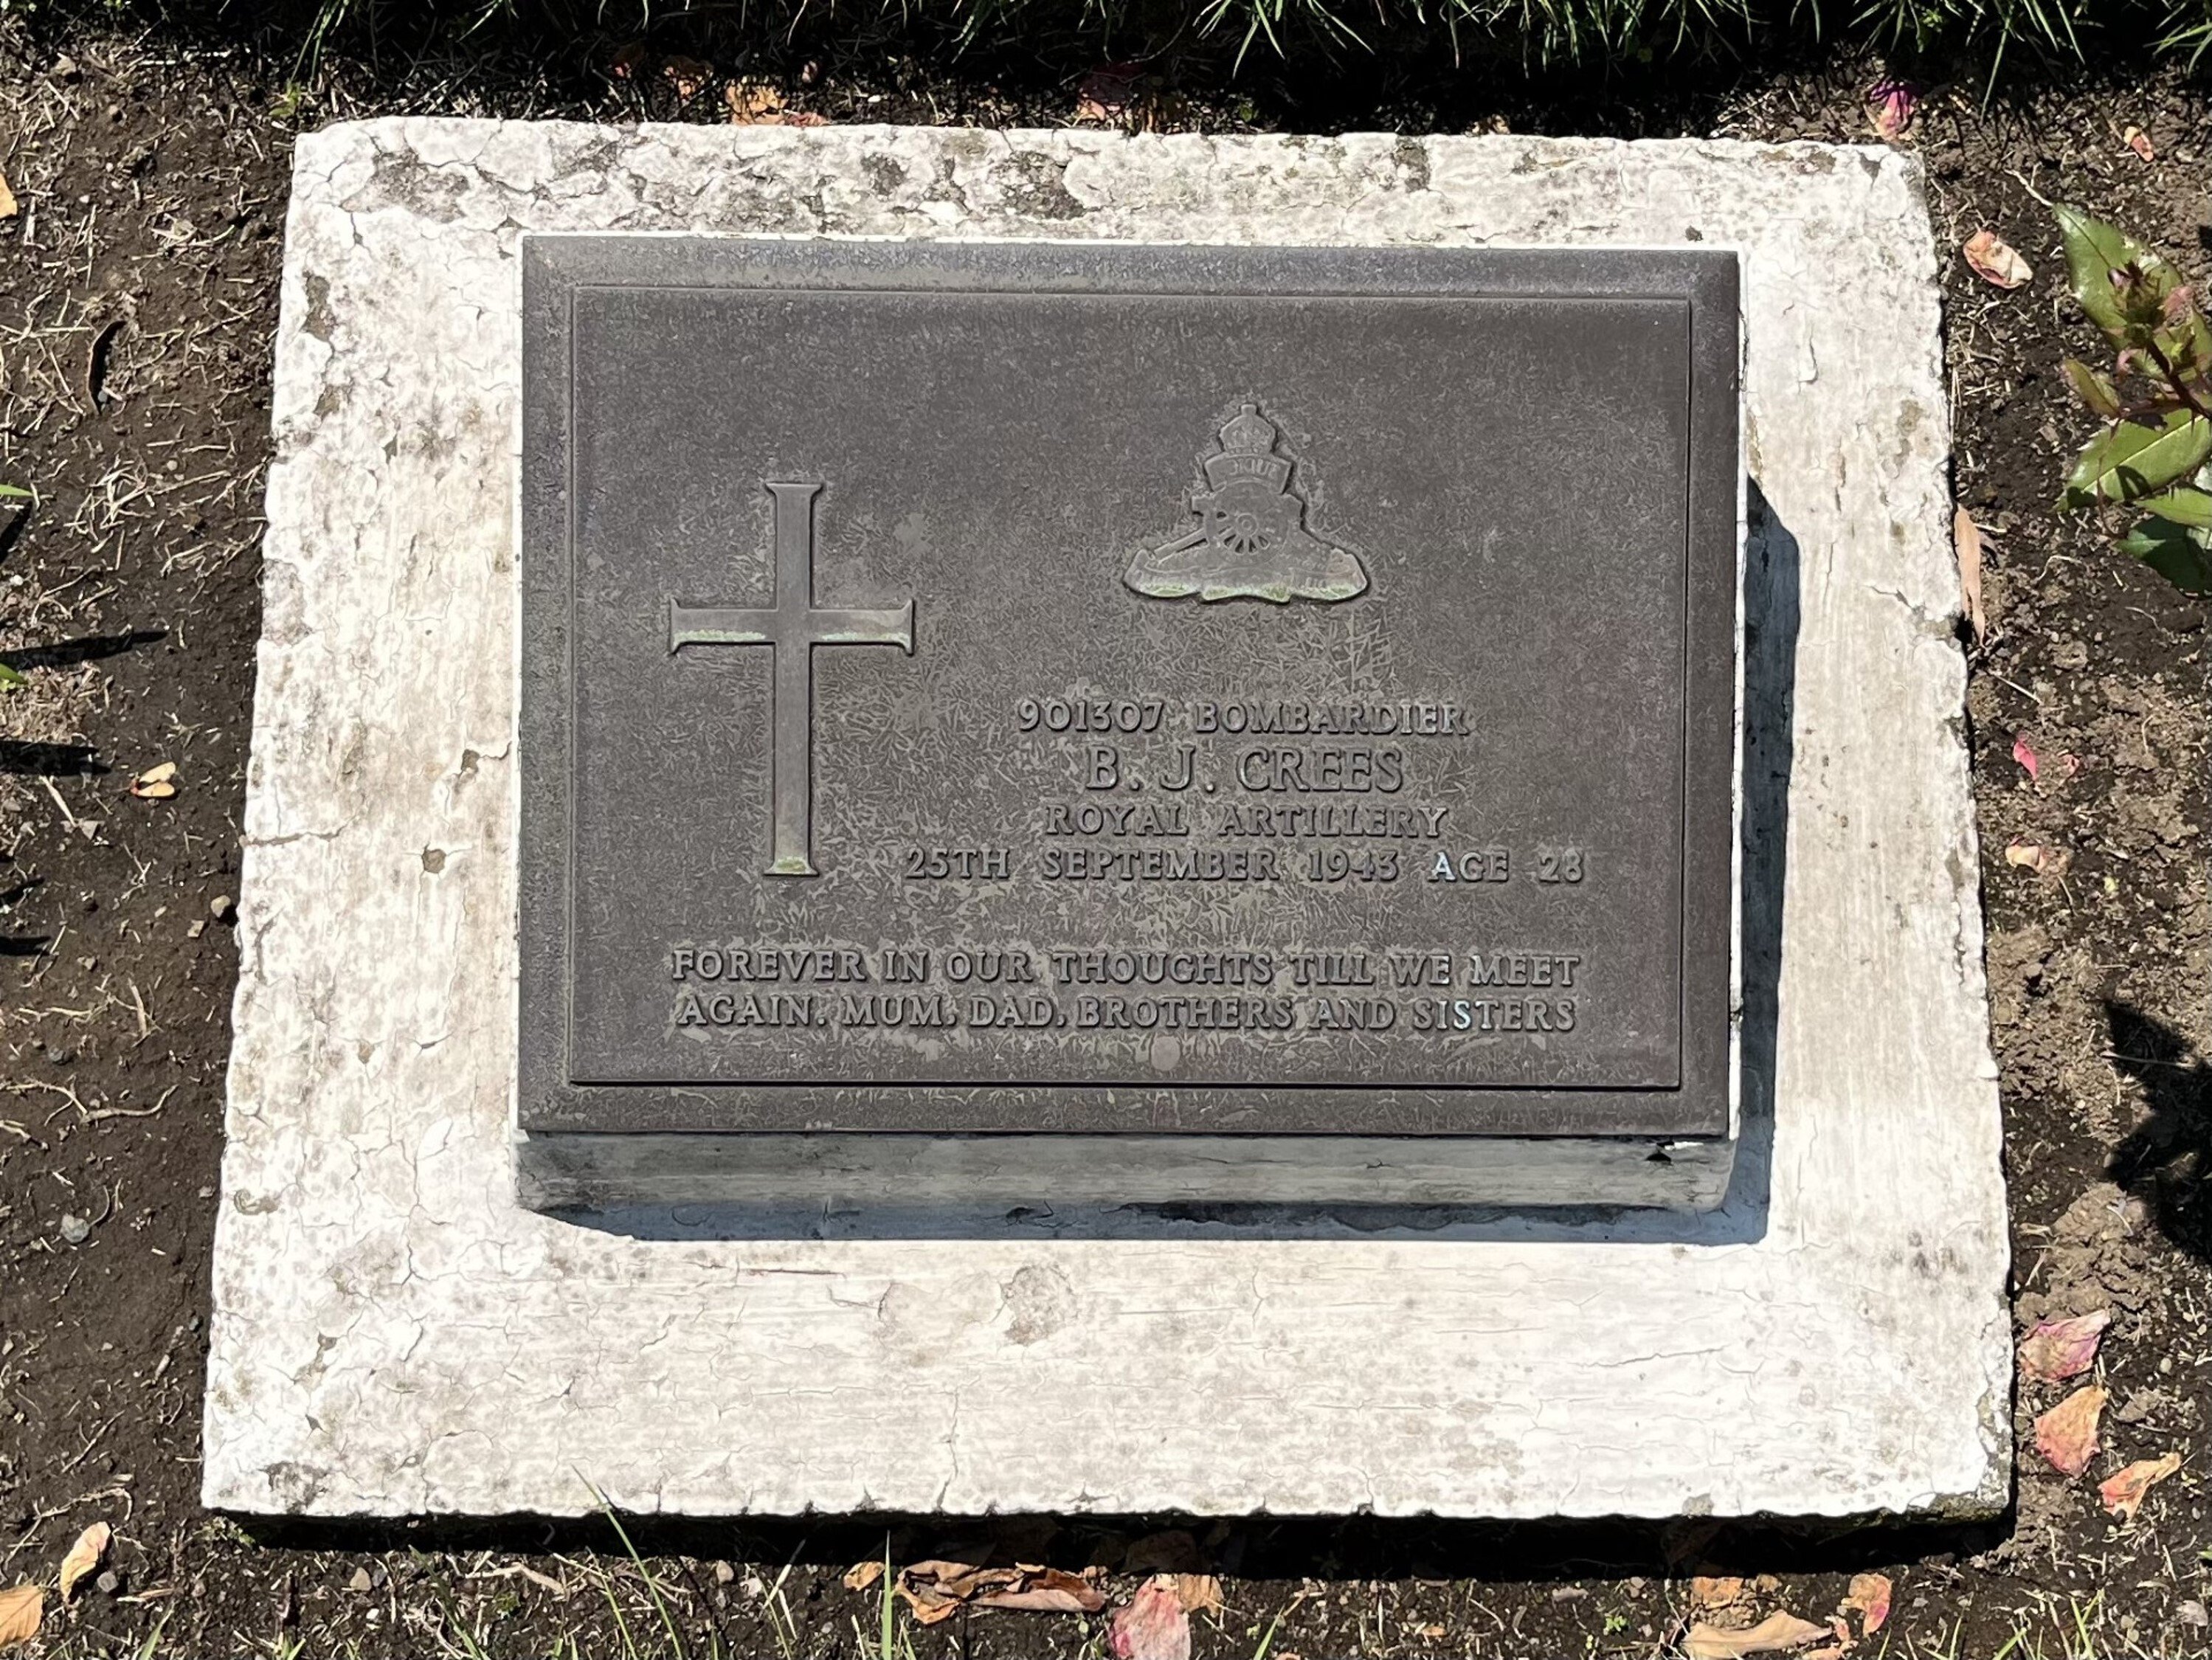 901307 BOMBARDIER
B. J. CREES
ROYAL ARTILLERY
25TH SEPTEMBER 1943 AGE 28
FOREVER IN OUR THOUGHTS TILL WE MEET
AGAIN. MUM, DAD, BROTHERS AND SISTERS